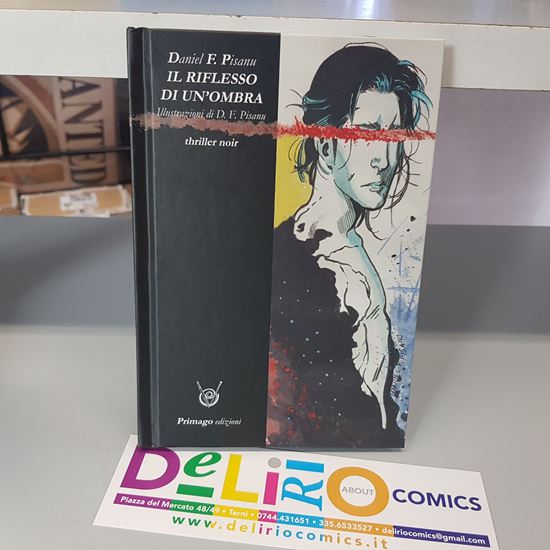 Daniel F. Pisanu
IL RIFLESSO
DI UN'OMBRA
Illustrazioni di D. F. Pisanu
thriller noir
Primago edizioni
DeLiRiO
ABOUT
COMICS
Piazza del Mercato 48/49 • Terni • 0744.431651 • 335.6533527 • deliriocomics@gmail.com
www.deliriocomics.it